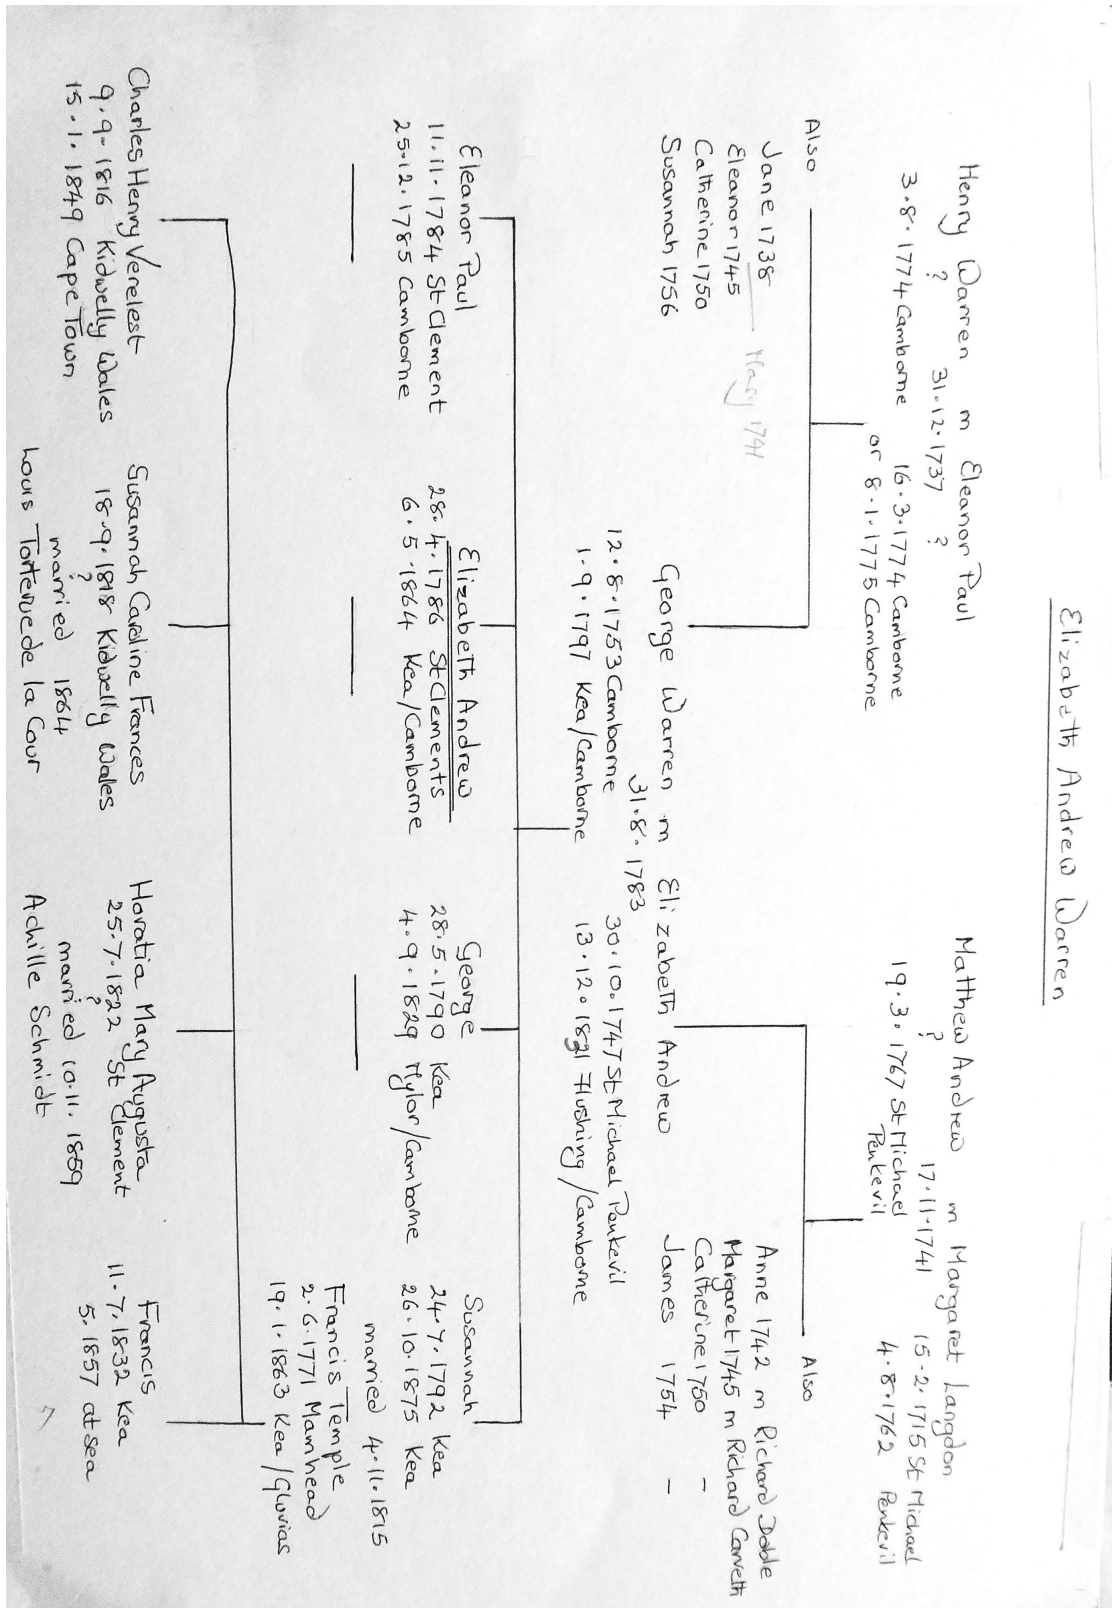 Elizabeth Andrew Warren
Henry Warren m Eleanor Paul
? 31.12.1737 ?
3.8.1774 Camborne 16.3.1774 Camborne
or 8.1.1775 Camborne
Matthew Andrew m Margaret Langdon
? 17.11.1741 15.2.1715 St Michael
19.3.1767 St Michael 4.8.1762 Penkevil
Penkevil
Also
Jane 1738
Mary 1741
Eleanor 1745
Catherine 1750
Susannah 1756
Also
Anne 1742 m Richard Doble
Margaret 1745 m Richard Carveth
Catherine 1750 -
James 1754 -
George Warren m Elizabeth Andrew
31.8.1783
12.8.1753 Camborne 30.10.1747 St Michael Penkevil
1.9.1797 Kea/Camborne 13.12.1821 Flushing/Camborne
Eleanor Paul
11.11.1784 St Clement
25.12.1785 Camborne
Elizabeth Andrew
28.4.1786 St Clements
6.5.1864 Kea/Camborne
George
28.5.1790 Kea
4.9.1829 Mylor/Camborne
Susannah
24.7.1792 Kea
26.10.1875 Kea
married 4.11.1815
Francis Temple
2.6.1771 Mamhead
19.1.1863 Kea/Gluvias
Charles Henry Verelest
9.9.1816 Kidwelly Wales
15.1.1849 Cape Town
Susannah Caroline Frances
18.9.1818 Kidwelly Wales
?
married 1864
Louis Tortervede la Cour
Horatia Mary Augusta
25.7.1822 St Clement
?
married 10.11.1859
Achille Schmidt
Francis
11.7.1832 Kea
5.1857 at sea